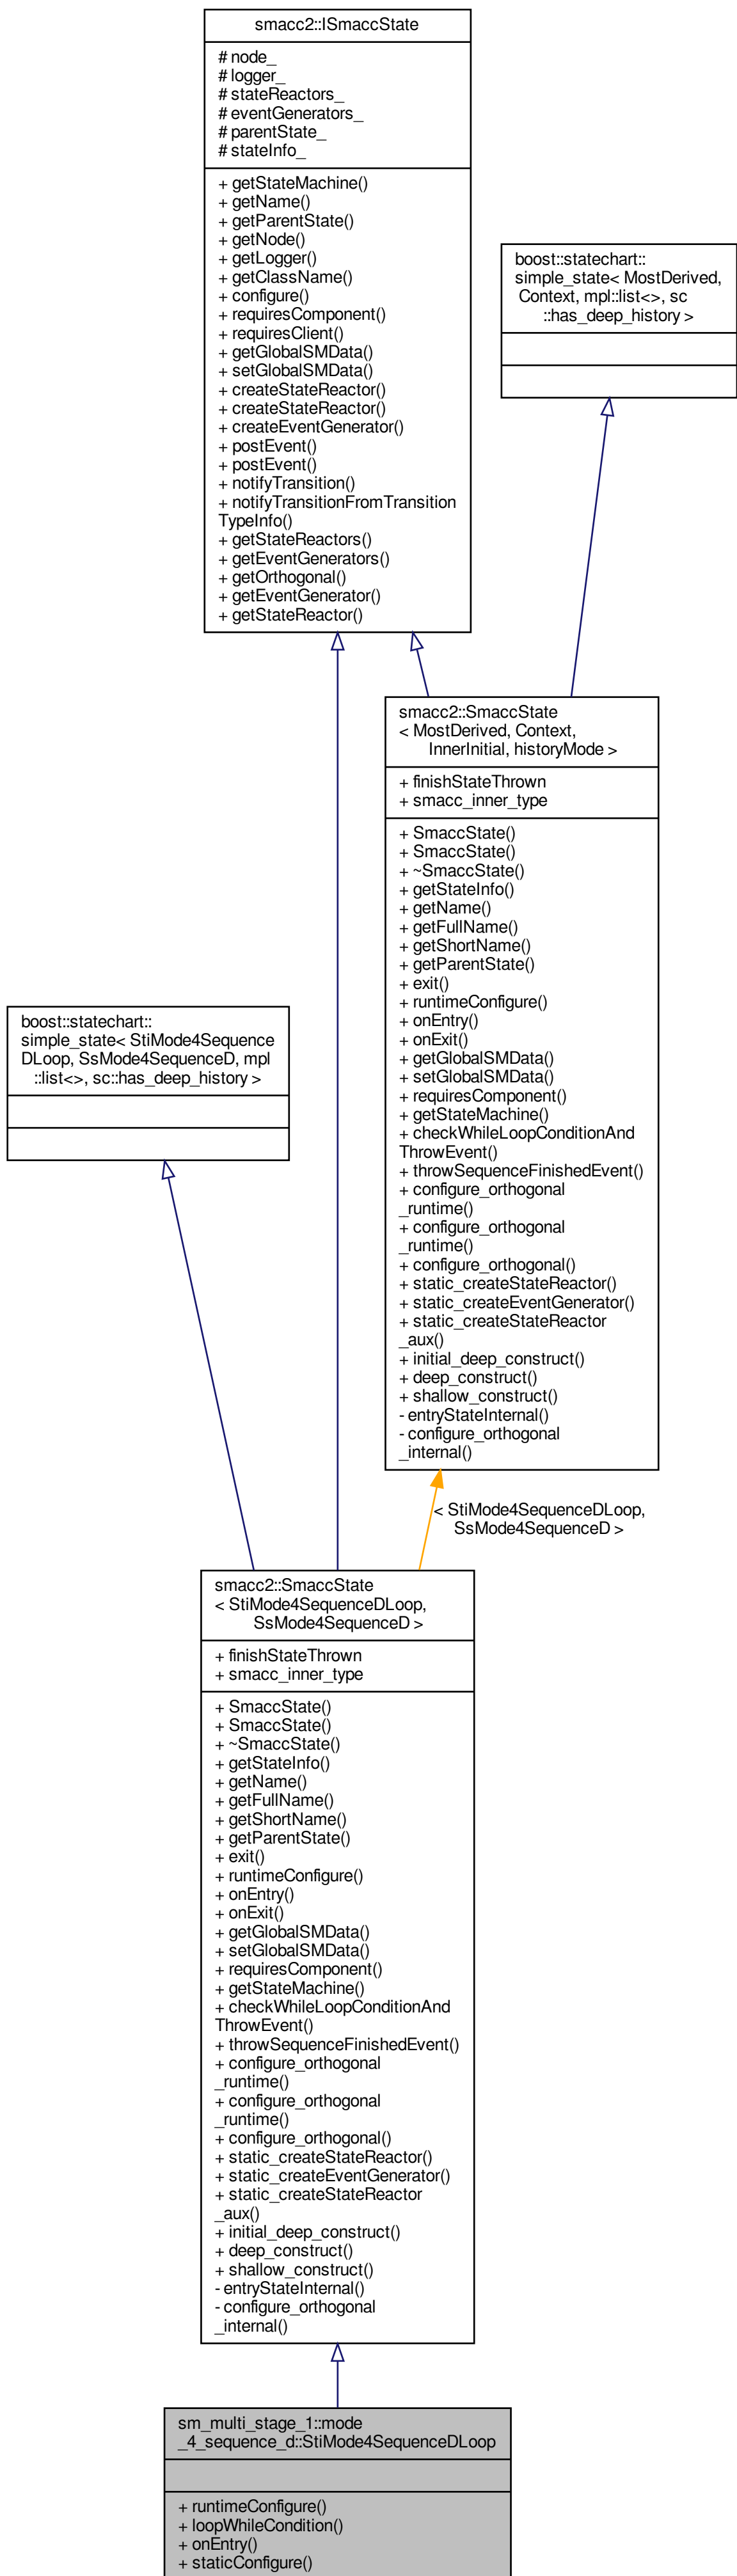 smacc2::ISmaccState
# node_
# logger_
# stateReactors_
# eventGenerators_
# parentState_
# stateInfo_
+ getStateMachine()
+ getName()
+ getParentState()
+ getNode()
+ getLogger()
+ getClassName()
+ configure()
+ requiresComponent()
+ requiresClient()
+ getGlobalSMData()
+ setGlobalSMData()
+ createStateReactor()
+ createStateReactor()
+ createEventGenerator()
+ postEvent()
+ postEvent()
+ notifyTransition()
+ notifyTransitionFromTransition
TypeInfo()
+ getStateReactors()
+ getEventGenerators()
+ getOrthogonal()
+ getEventGenerator()
+ getStateReactor()
boost::statechart::
simple_state< MostDerived,
Context, mpl::list<>, sc
::has_deep_history >
smacc2::SmaccState
< MostDerived, Context,
InnerInitial, historyMode >
+ finishStateThrown
+ smacc_inner_type
+ SmaccState()
+ SmaccState()
+ ~SmaccState()
+ getStateInfo()
+ getName()
+ getFullName()
+ getShortName()
+ getParentState()
+ exit()
+ runtimeConfigure()
+ onEntry()
+ onExit()
+ getGlobalSMData()
+ setGlobalSMData()
+ requiresComponent()
+ getStateMachine()
+ checkWhileLoopConditionAnd
ThrowEvent()
+ throwSequenceFinishedEvent()
+ configure_orthogonal
_runtime()
+ configure_orthogonal
_runtime()
+ configure_orthogonal()
+ static_createStateReactor()
+ static_createEventGenerator()
+ static_createStateReactor
_aux()
+ initial_deep_construct()
+ deep_construct()
+ shallow_construct()
- entryStateInternal()
- configure_orthogonal
_internal()
boost::statechart::
simple_state< StiMode4Sequence
DLoop, SsMode4SequenceD, mpl
::list<>, sc::has_deep_history >
< StiMode4SequenceDLoop,
SsMode4SequenceD >
smacc2::SmaccState
< StiMode4SequenceDLoop,
SsMode4SequenceD >
+ finishStateThrown
+ smacc_inner_type
+ SmaccState()
+ SmaccState()
+ ~SmaccState()
+ getStateInfo()
+ getName()
+ getFullName()
+ getShortName()
+ getParentState()
+ exit()
+ runtimeConfigure()
+ onEntry()
+ onExit()
+ getGlobalSMData()
+ setGlobalSMData()
+ requiresComponent()
+ getStateMachine()
+ checkWhileLoopConditionAnd
ThrowEvent()
+ throwSequenceFinishedEvent()
+ configure_orthogonal
_runtime()
+ configure_orthogonal
_runtime()
+ configure_orthogonal()
+ static_createStateReactor()
+ static_createEventGenerator()
+ static_createStateReactor
_aux()
+ initial_deep_construct()
+ deep_construct()
+ shallow_construct()
- entryStateInternal()
- configure_orthogonal
_internal()
sm_multi_stage_1::mode
_4_sequence_d::StiMode4SequenceDLoop
+ runtimeConfigure()
+ loopWhileCondition()
+ onEntry()
+ staticConfigure()